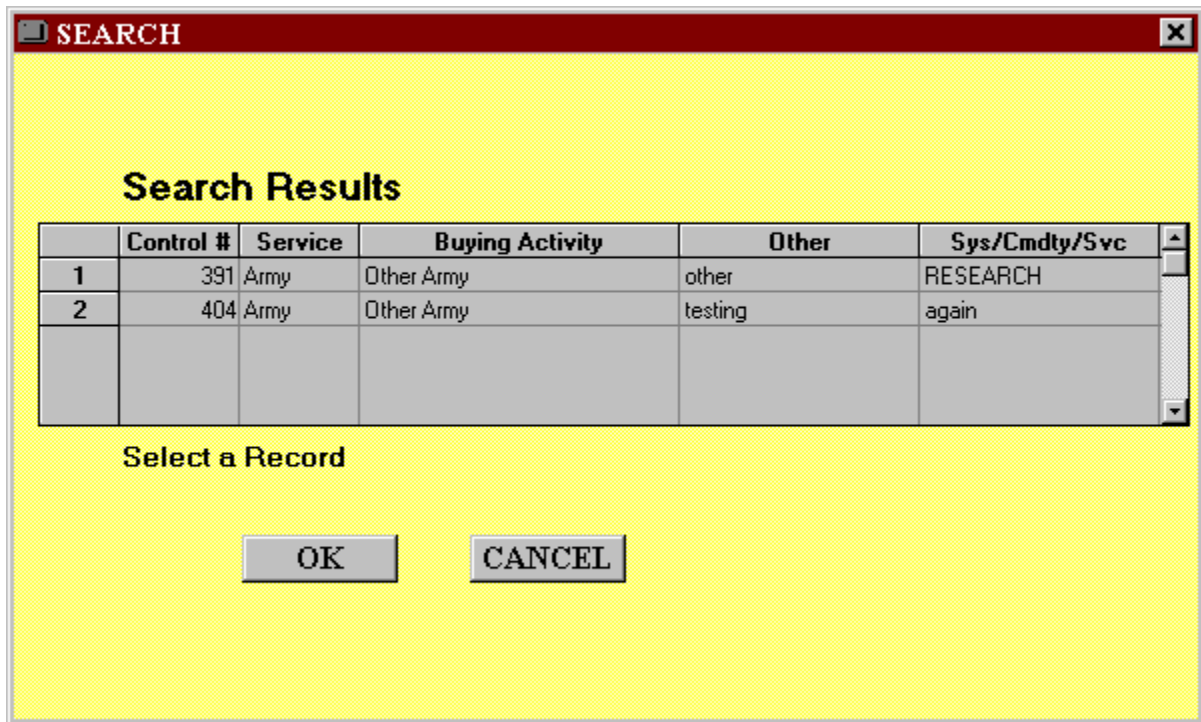 SEARCH
Search Results
Control # Service Buying Activity Other Sys/Cmdty/Svc
1 391 Army Other Army other RESEARCH
2 404 Army Other Army testing again
Select a Record
OK CANCEL